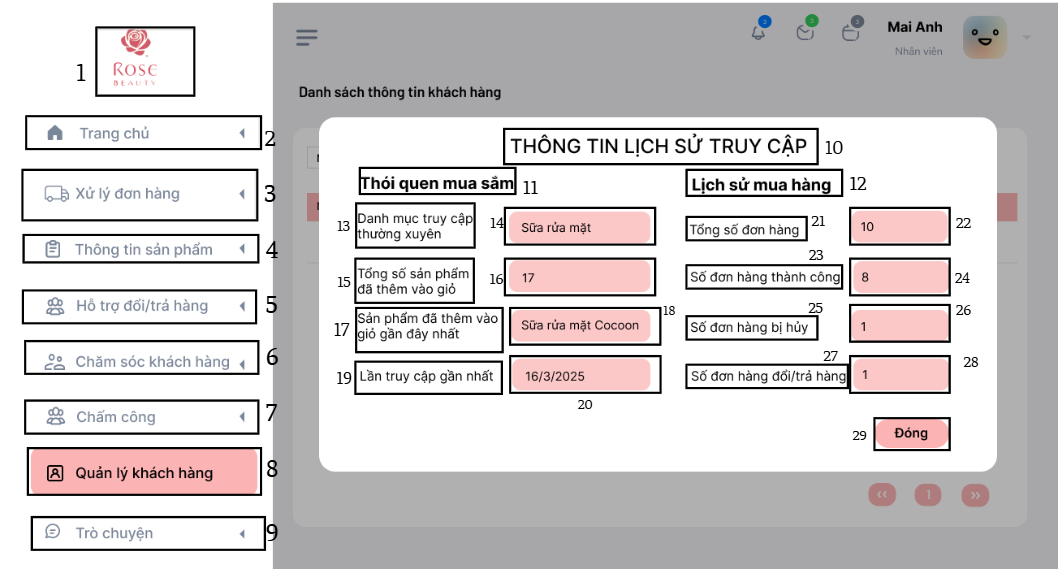 1
ROSE
BEAUTY
Trang chủ
2
Xử lý đơn hàng
3
Thông tin sản phẩm
4
Hỗ trợ đổi/trả hàng
5
Chăm sóc khách hàng
6
Chấm công
7
Quản lý khách hàng
8
Trò chuyện
9
Mai Anh
Nhân viên
Danh sách thông tin khách hàng
THÔNG TIN LỊCH SỬ TRUY CẬP
10
Thói quen mua sắm
11
Lịch sử mua hàng
12
13
Danh mục truy cập
thường xuyên
14
Sữa rửa mặt
15
Tổng số sản phẩm
đã thêm vào giỏ
16
17
17
Sản phẩm đã thêm vào
giỏ gần đây nhất
Sữa rửa mặt Cocoon
18
19
Lần truy cập gần nhất
16/3/2025
20
Tổng số đơn hàng
21
10
22
23
Số đơn hàng thành công
8
24
25
Số đơn hàng bị hủy
1
26
27
Số đơn hàng đổi/trả hàng
1
28
29
Đóng
«
1
»